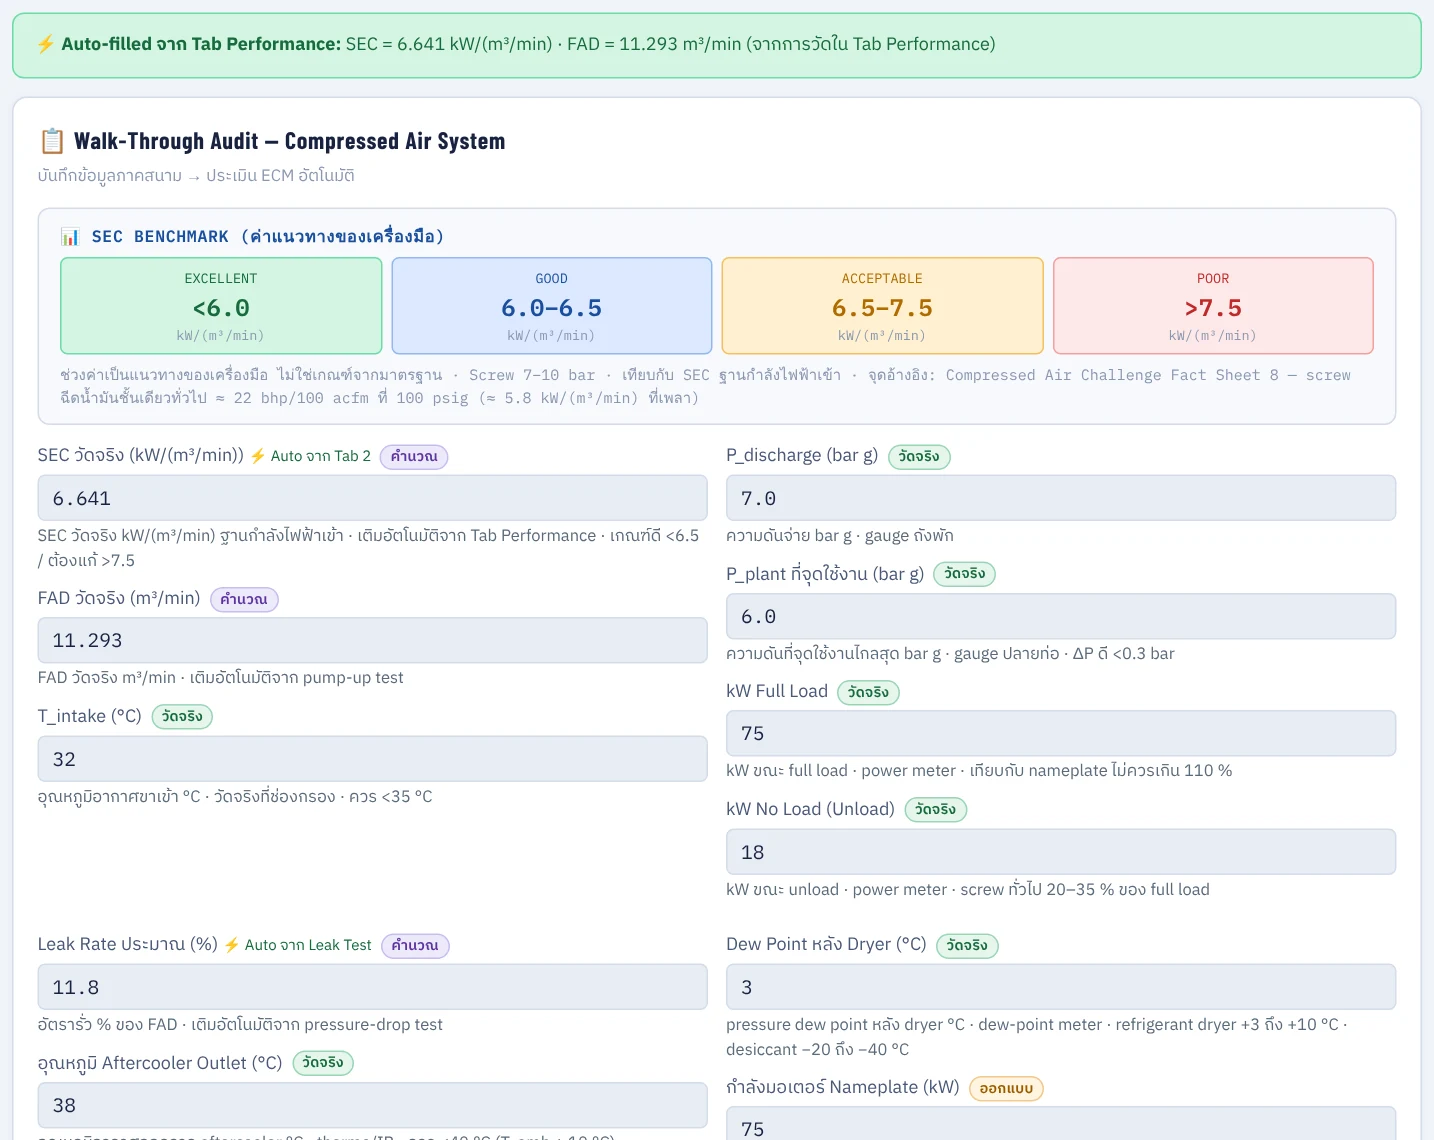 ⚡ Auto-filled จาก Tab Performance: SEC = 6.641 kW/(m³/min) · FAD = 11.293 m³/min (จากการวัดใน Tab Performance)
📋 Walk-Through Audit — Compressed Air System
บันทึกข้อมูลภาคสนาม → ประเมิน ECM อัตโนมัติ
📊 SEC BENCHMARK (ค่าแนวทางของเครื่องมือ)
EXCELLENT
<6.0
kW/(m³/min)
GOOD
6.0–6.5
kW/(m³/min)
ACCEPTABLE
6.5–7.5
kW/(m³/min)
POOR
>7.5
kW/(m³/min)
ช่วงค่าเป็นแนวทางของเครื่องมือ ไม่ใช่เกณฑ์จากมาตรฐาน · Screw 7–10 bar · เทียบกับ SEC ฐานกำลังไฟฟ้าเข้า · จุดอ้างอิง: Compressed Air Challenge Fact Sheet 8 — screw
ฉีดน้ำมันชั้นเดียวทั่วไป ≈ 22 bhp/100 acfm ที่ 100 psig (≈ 5.8 kW/(m³/min) ที่เพลา)
SEC วัดจริง (kW/(m³/min)) ⚡ Auto จาก Tab 2 คำนวณ
6.641
SEC วัดจริง kW/(m³/min) ฐานกำลังไฟฟ้าเข้า · เติมอัตโนมัติจาก Tab Performance · เกณฑ์ดี <6.5
/ ต้องแก้ >7.5
FAD วัดจริง (m³/min) คำนวณ
11.293
FAD วัดจริง m³/min · เติมอัตโนมัติจาก pump-up test
T_intake (°C) วัดจริง
32
อุณหภูมิอากาศขาเข้า °C · วัดจริงที่ช่องกรอง · ควร <35 °C
P_discharge (bar g) วัดจริง
7.0
ความดันจ่าย bar g · gauge ถังพัก
P_plant ที่จุดใช้งาน (bar g) วัดจริง
6.0
ความดันที่จุดใช้งานไกลสุด bar g · gauge ปลายท่อ · ΔP ดี <0.3 bar
kW Full Load วัดจริง
75
kW ขณะ full load · power meter · เทียบกับ nameplate ไม่ควรเกิน 110 %
kW No Load (Unload) วัดจริง
18
kW ขณะ unload · power meter · screw ทั่วไป 20–35 % ของ full load
Leak Rate ประมาณ (%) ⚡ Auto จาก Leak Test คำนวณ
11.8
อัตรารั่ว % ของ FAD · เติมอัตโนมัติจาก pressure-drop test
อุณหภูมิ Aftercooler Outlet (°C) วัดจริง
38
Dew Point หลัง Dryer (°C) วัดจริง
3
pressure dew point หลัง dryer °C · dew-point meter · refrigerant dryer +3 ถึง +10 °C ·
desiccant −20 ถึง −40 °C
กำลังมอเตอร์ Nameplate (kW) ออกแบบ
75